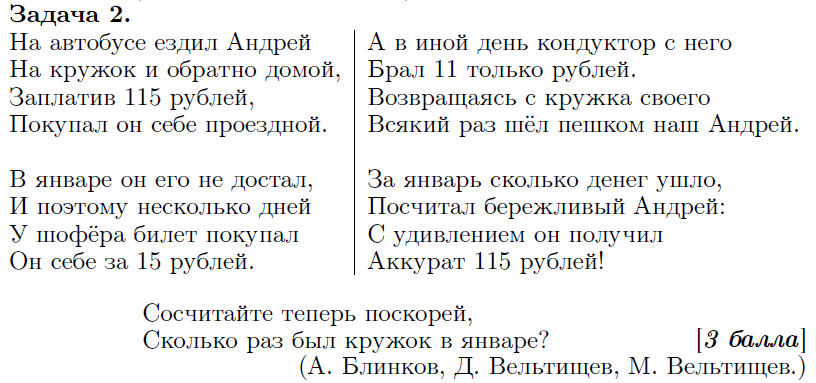 Задача 2.
На автобусе ездил Андрей
На кружок и обратно домой,
Заплатив 115 рублей,
Покупал он себе проездной.
В январе он его не достал,
И поэтому несколько дней
У шофёра билет покупал
Он себе за 15 рублей.
А в иной день кондуктор с него
Брал 11 только рублей.
Возвращаясь с кружка своего
Всякий раз шёл пешком наш Андрей.
За январь сколько денег ушло,
Посчитал бережливый Андрей:
С удивлением он получил
Аккурат 115 рублей!
Сосчитайте теперь поскорей,
Сколько раз был кружок в январе? [3 балла]
(А. Блинков, Д. Вельтищев, М. Вельтищев.)